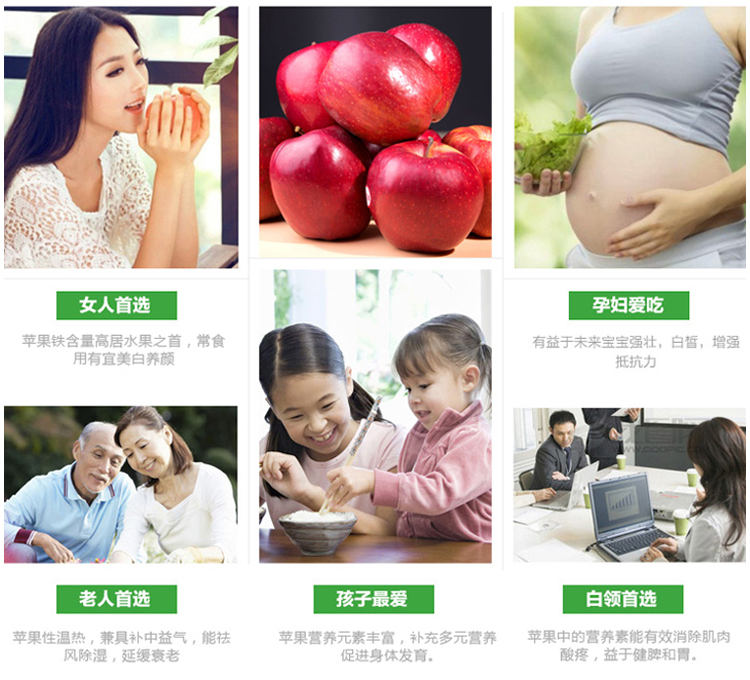 女人首选
苹果铁含量高居水果之首，常食
用有宜美白养颜
孕妇爱吃
有益于未来宝宝强壮，白皙，增强
抵抗力
老人首选
苹果性温热，兼具补中益气，能祛
风除湿，延缓衰老
孩子最爱
苹果营养元素丰富，补充多元营养
促进身体发育。
白领首选
苹果中的营养素能有效消除肌肉
酸疼，益于健脾和胃。